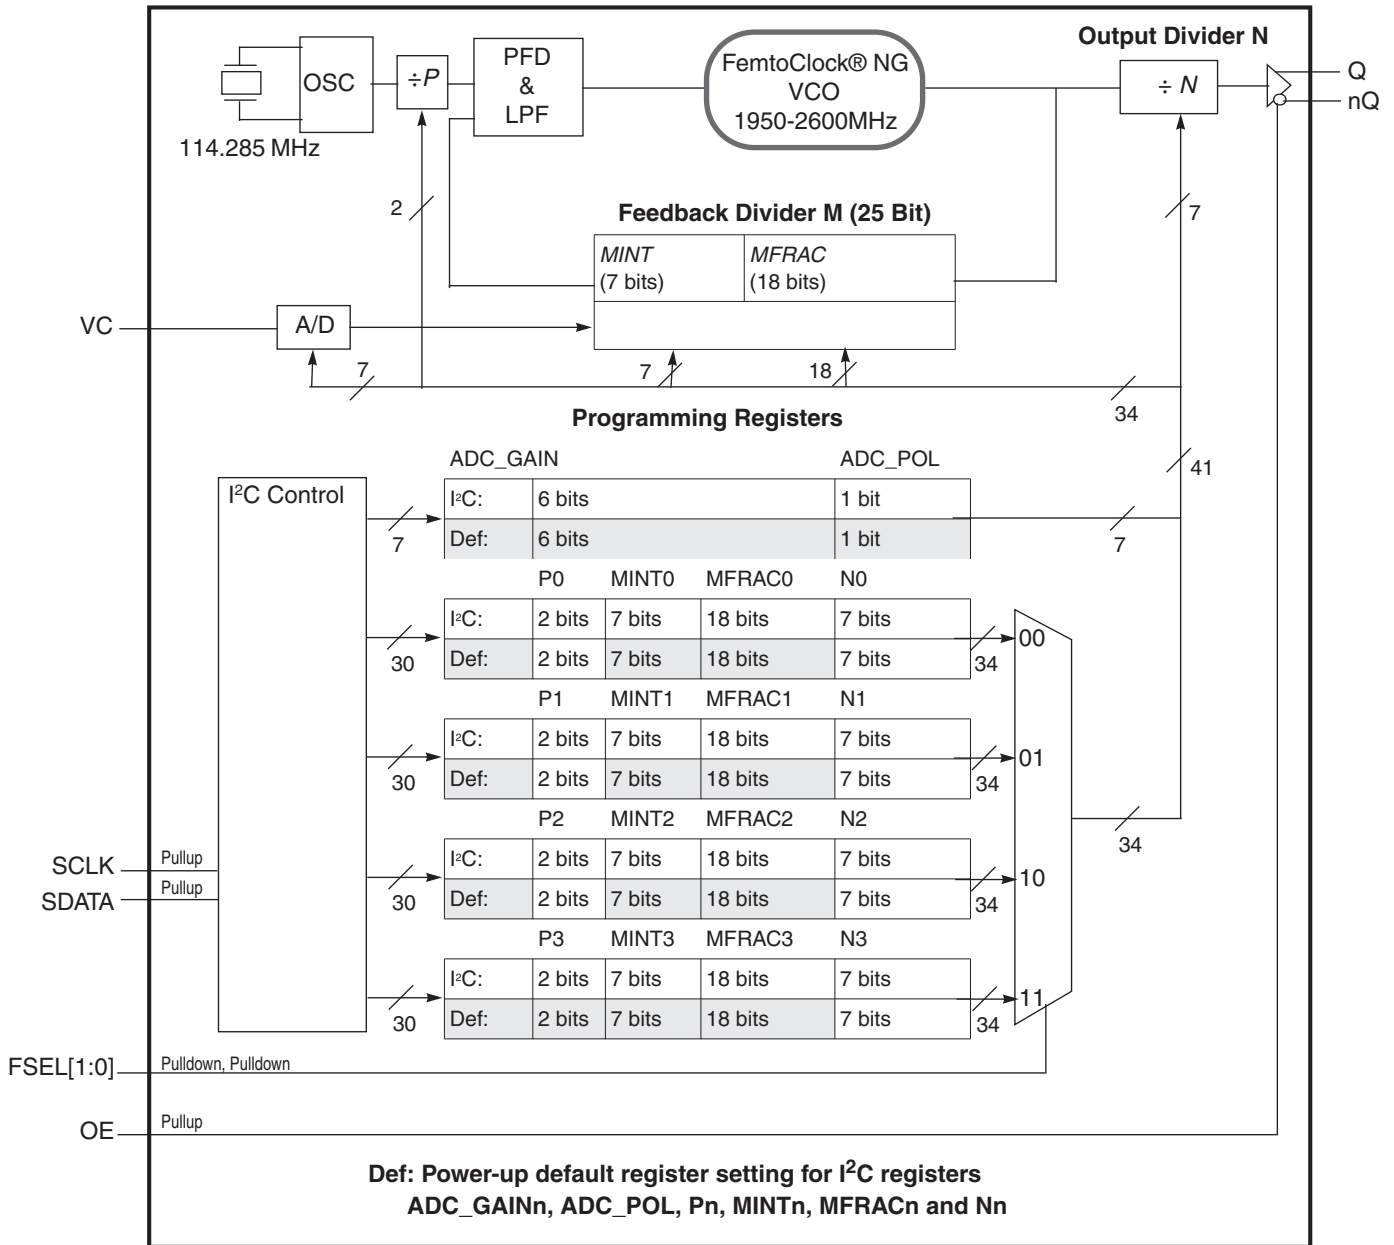 Output Divider N
OSC
÷P
PFD
&
LPF
FemtoClock® NG
VCO
1950-2600MHz
÷ N
Q
nQ
114.285 MHz
2
7
Feedback Divider M (25 Bit)
MINT
(7 bits)
MFRAC
(18 bits)
VC
A/D
7
7
18
34
Programming Registers
41
ADC_GAIN ADC_POL
I²C Control
I²C: 6 bits 1 bit
Def: 6 bits 1 bit
7
7
P0 MINT0 MFRAC0 N0
I²C: 2 bits 7 bits 18 bits 7 bits
Def: 2 bits 7 bits 18 bits 7 bits
30
34
00
P1 MINT1 MFRAC1 N1
I²C: 2 bits 7 bits 18 bits 7 bits
Def: 2 bits 7 bits 18 bits 7 bits
30
34
01
P2 MINT2 MFRAC2 N2
34
I²C: 2 bits 7 bits 18 bits 7 bits
Def: 2 bits 7 bits 18 bits 7 bits
30
34
10
SCLK Pullup
SDATA Pullup
P3 MINT3 MFRAC3 N3
I²C: 2 bits 7 bits 18 bits 7 bits
Def: 2 bits 7 bits 18 bits 7 bits
30
34
11
FSEL[1:0] Pulldown, Pulldown
OE Pullup
Def: Power-up default register setting for I²C registers
ADC_GAINn, ADC_POL, Pn, MINTn, MFRACn and Nn